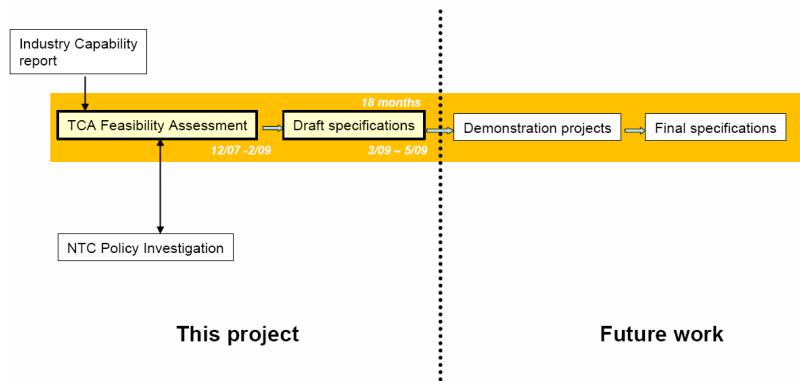 Industry Capability
report
18 months
TCA Feasibility Assessment
Draft specifications
Demonstration projects
Final specifications
12/07 -2/09
3/09 – 5/09
NTC Policy Investigation
This project
Future work